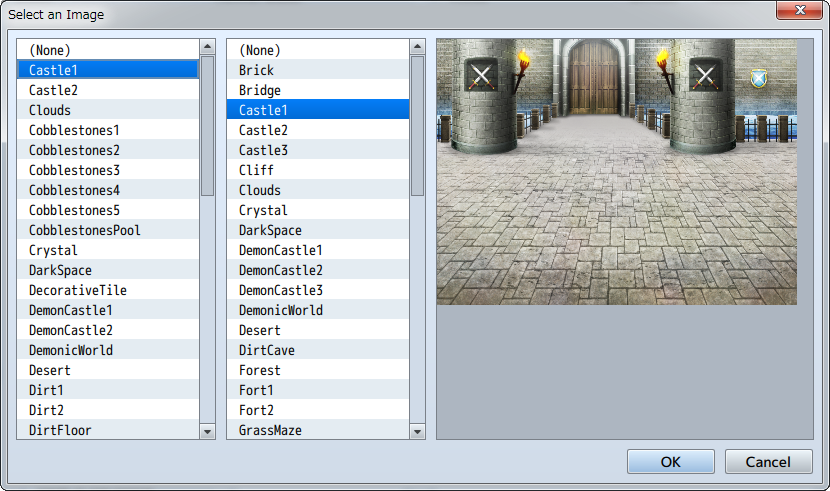 Select an Image
(None)
Castle1
Castle2
Clouds
Cobblestones1
Cobblestones2
Cobblestones3
Cobblestones4
Cobblestones5
CobblestonesPool
Crystal
DarkSpace
DecorativeTile
DemonCastle1
DemonCastle2
DemonicWorld
Desert
Dirt1
Dirt2
DirtFloor
(None)
Brick
Bridge
Castle1
Castle2
Castle3
Cliff
Clouds
Crystal
DarkSpace
DemonCastle1
DemonCastle2
DemonCastle3
DemonicWorld
Desert
DirtCave
Forest
Fort1
Fort2
GrassMaze
OK
Cancel